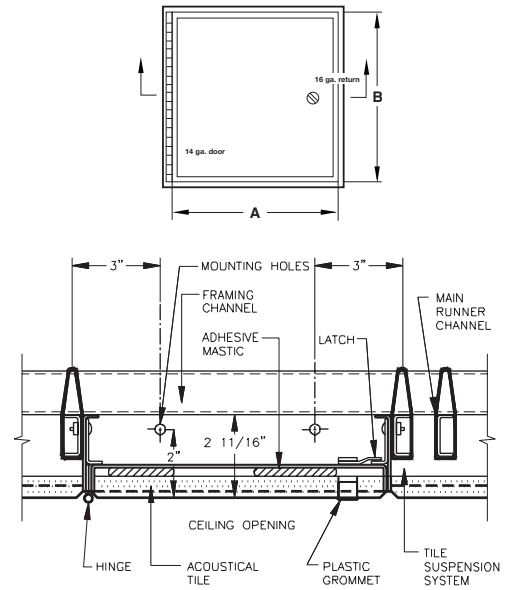 16 ga. return
B
14 ga. door
A
3"
MOUNTING HOLES
3"
FRAMING
CHANNEL
MAIN
RUNNER
CHANNEL
ADHESIVE
MASTIC
LATCH
2 11/16"
2"
CEILING OPENING
HINGE
ACOUSTICAL
TILE
PLASTIC
GROMMET
TILE
SUSPENSION
SYSTEM